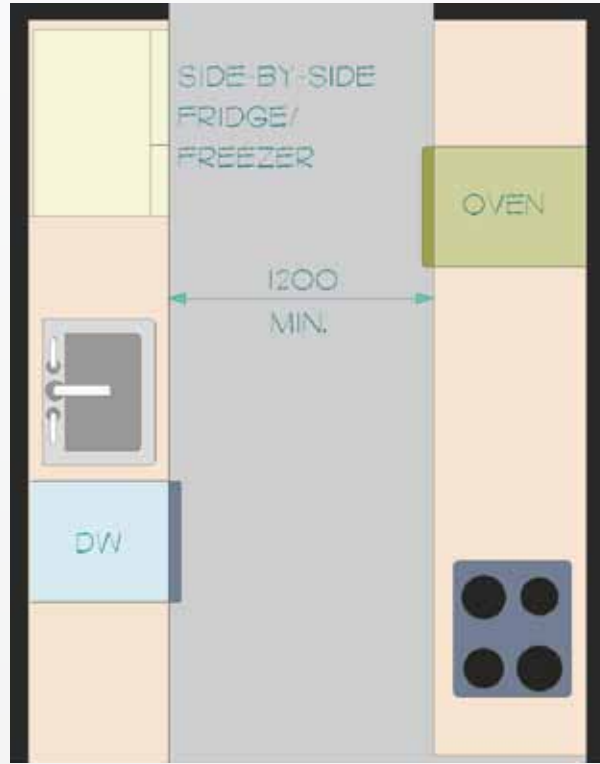 SIDE-BY-SIDE
FRIDGE/
FREEZER
OVEN
1200
MIN.
DW